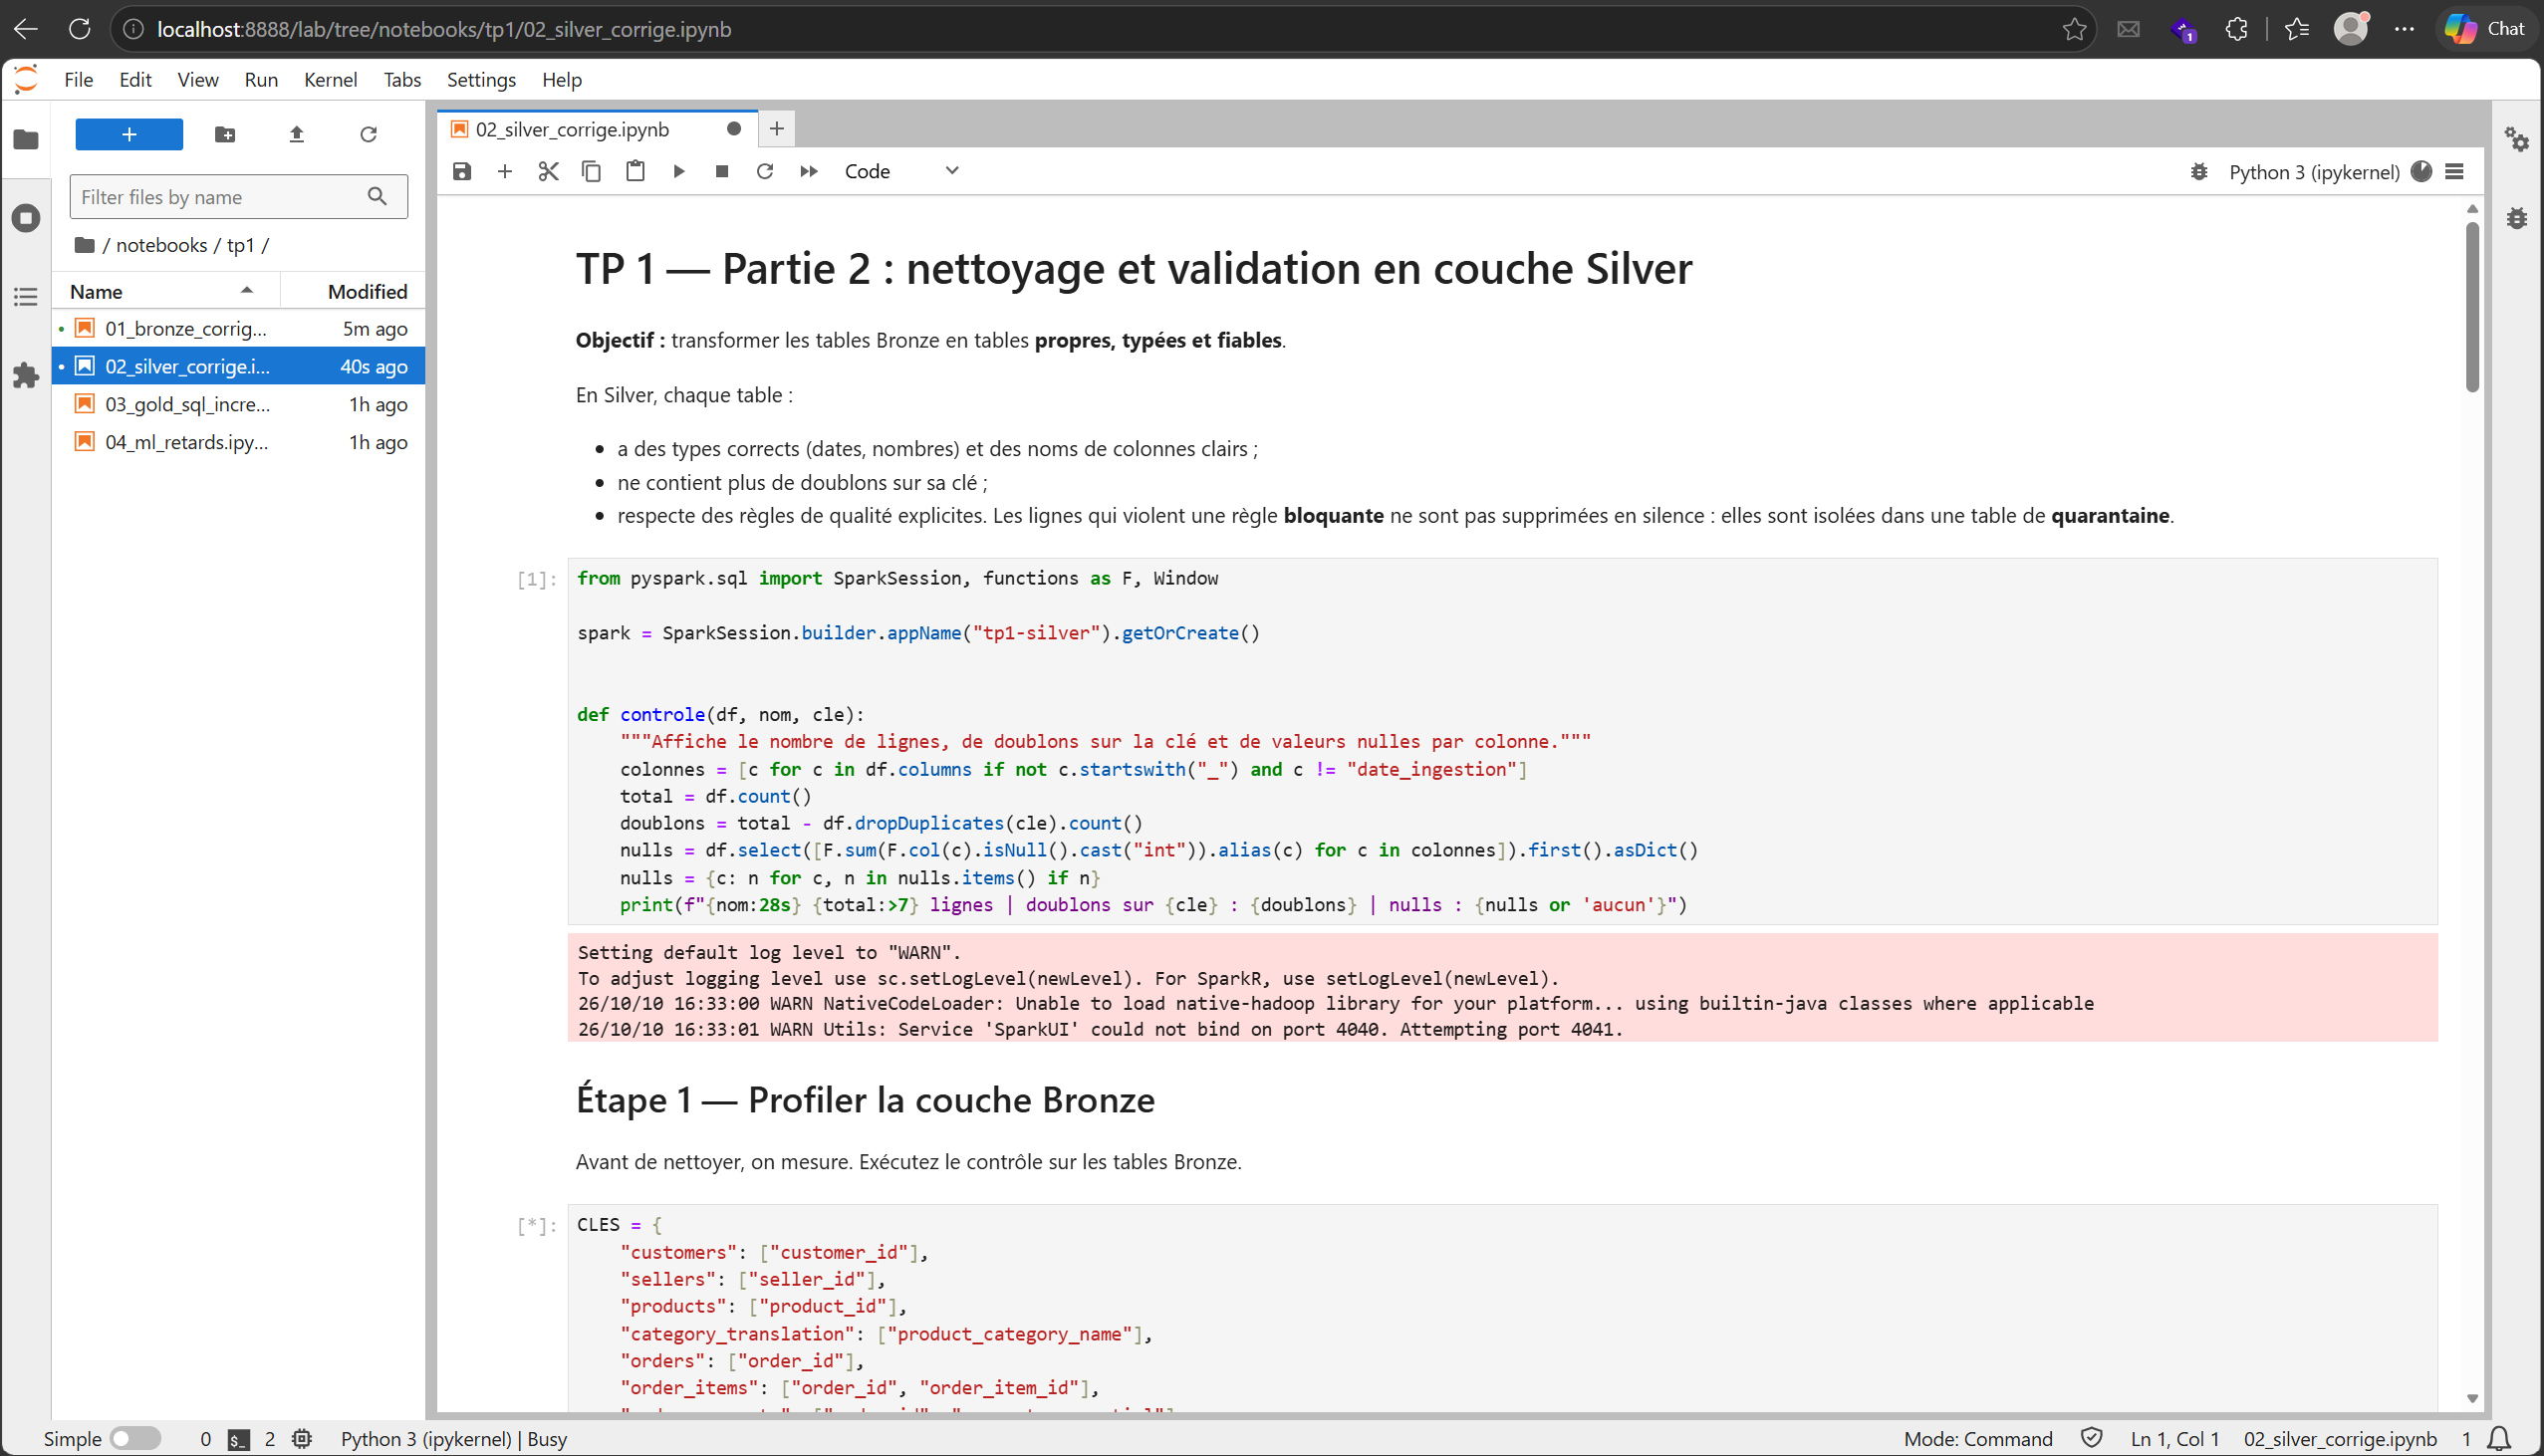 localhost:8888/lab/tree/notebooks/tp1/02_silver_corrige.ipynb
1
Chat
File Edit View Run Kernel Tabs Settings Help
+
Filter files by name
/ notebooks / tp1 /
Name Modified
01_bronze_corrig... 5m ago
02_silver_corrige.i... 40s ago
03_gold_sql_incre... 1h ago
04_ml_retards.ipy... 1h ago
02_silver_corrige.ipynb
Code
Python 3 (ipykernel)
TP 1 — Partie 2 : nettoyage et validation en couche Silver
Objectif : transformer les tables Bronze en tables propres, typées et fiables.
En Silver, chaque table :
• a des types corrects (dates, nombres) et des noms de colonnes clairs ;
• ne contient plus de doublons sur sa clé ;
• respecte des règles de qualité explicites. Les lignes qui violent une règle bloquante ne sont pas supprimées en silence : elles sont isolées dans une table de quarantaine.
[1]:
from pyspark.sql import SparkSession, functions as F, Window
spark = SparkSession.builder.appName("tp1-silver").getOrCreate()
def controle(df, nom, cle):
"""Affiche le nombre de lignes, de doublons sur la clé et de valeurs nulles par colonne."""
colonnes = [c for c in df.columns if not c.startswith("_") and c != "date_ingestion"]
total = df.count()
doublons = total - df.dropDuplicates(cle).count()
nulls = df.select([F.sum(F.col(c).isNull().cast("int")).alias(c) for c in colonnes]).first().asDict()
nulls = {c: n for c, n in nulls.items() if n}
print(f"{nom:28s} {total:>7} lignes | doublons sur {cle} : {doublons} | nulls : {nulls or 'aucun'}")
Setting default log level to "WARN".
To adjust logging level use sc.setLogLevel(newLevel). For SparkR, use setLogLevel(newLevel).
26/10/10 16:33:00 WARN NativeCodeLoader: Unable to load native-hadoop library for your platform... using builtin-java classes where applicable
26/10/10 16:33:01 WARN Utils: Service 'SparkUI' could not bind on port 4040. Attempting port 4041.
Étape 1 — Profiler la couche Bronze
Avant de nettoyer, on mesure. Exécutez le contrôle sur les tables Bronze.
[*]:
CLES = {
"customers": ["customer_id"],
"sellers": ["seller_id"],
"products": ["product_id"],
"category_translation": ["product_category_name"],
"orders": ["order_id"],
"order_items": ["order_id", "order_item_id"],
Simple 0 $_ 2 Python 3 (ipykernel) | Busy
Mode: Command Ln 1, Col 1 02_silver_corrige.ipynb 1